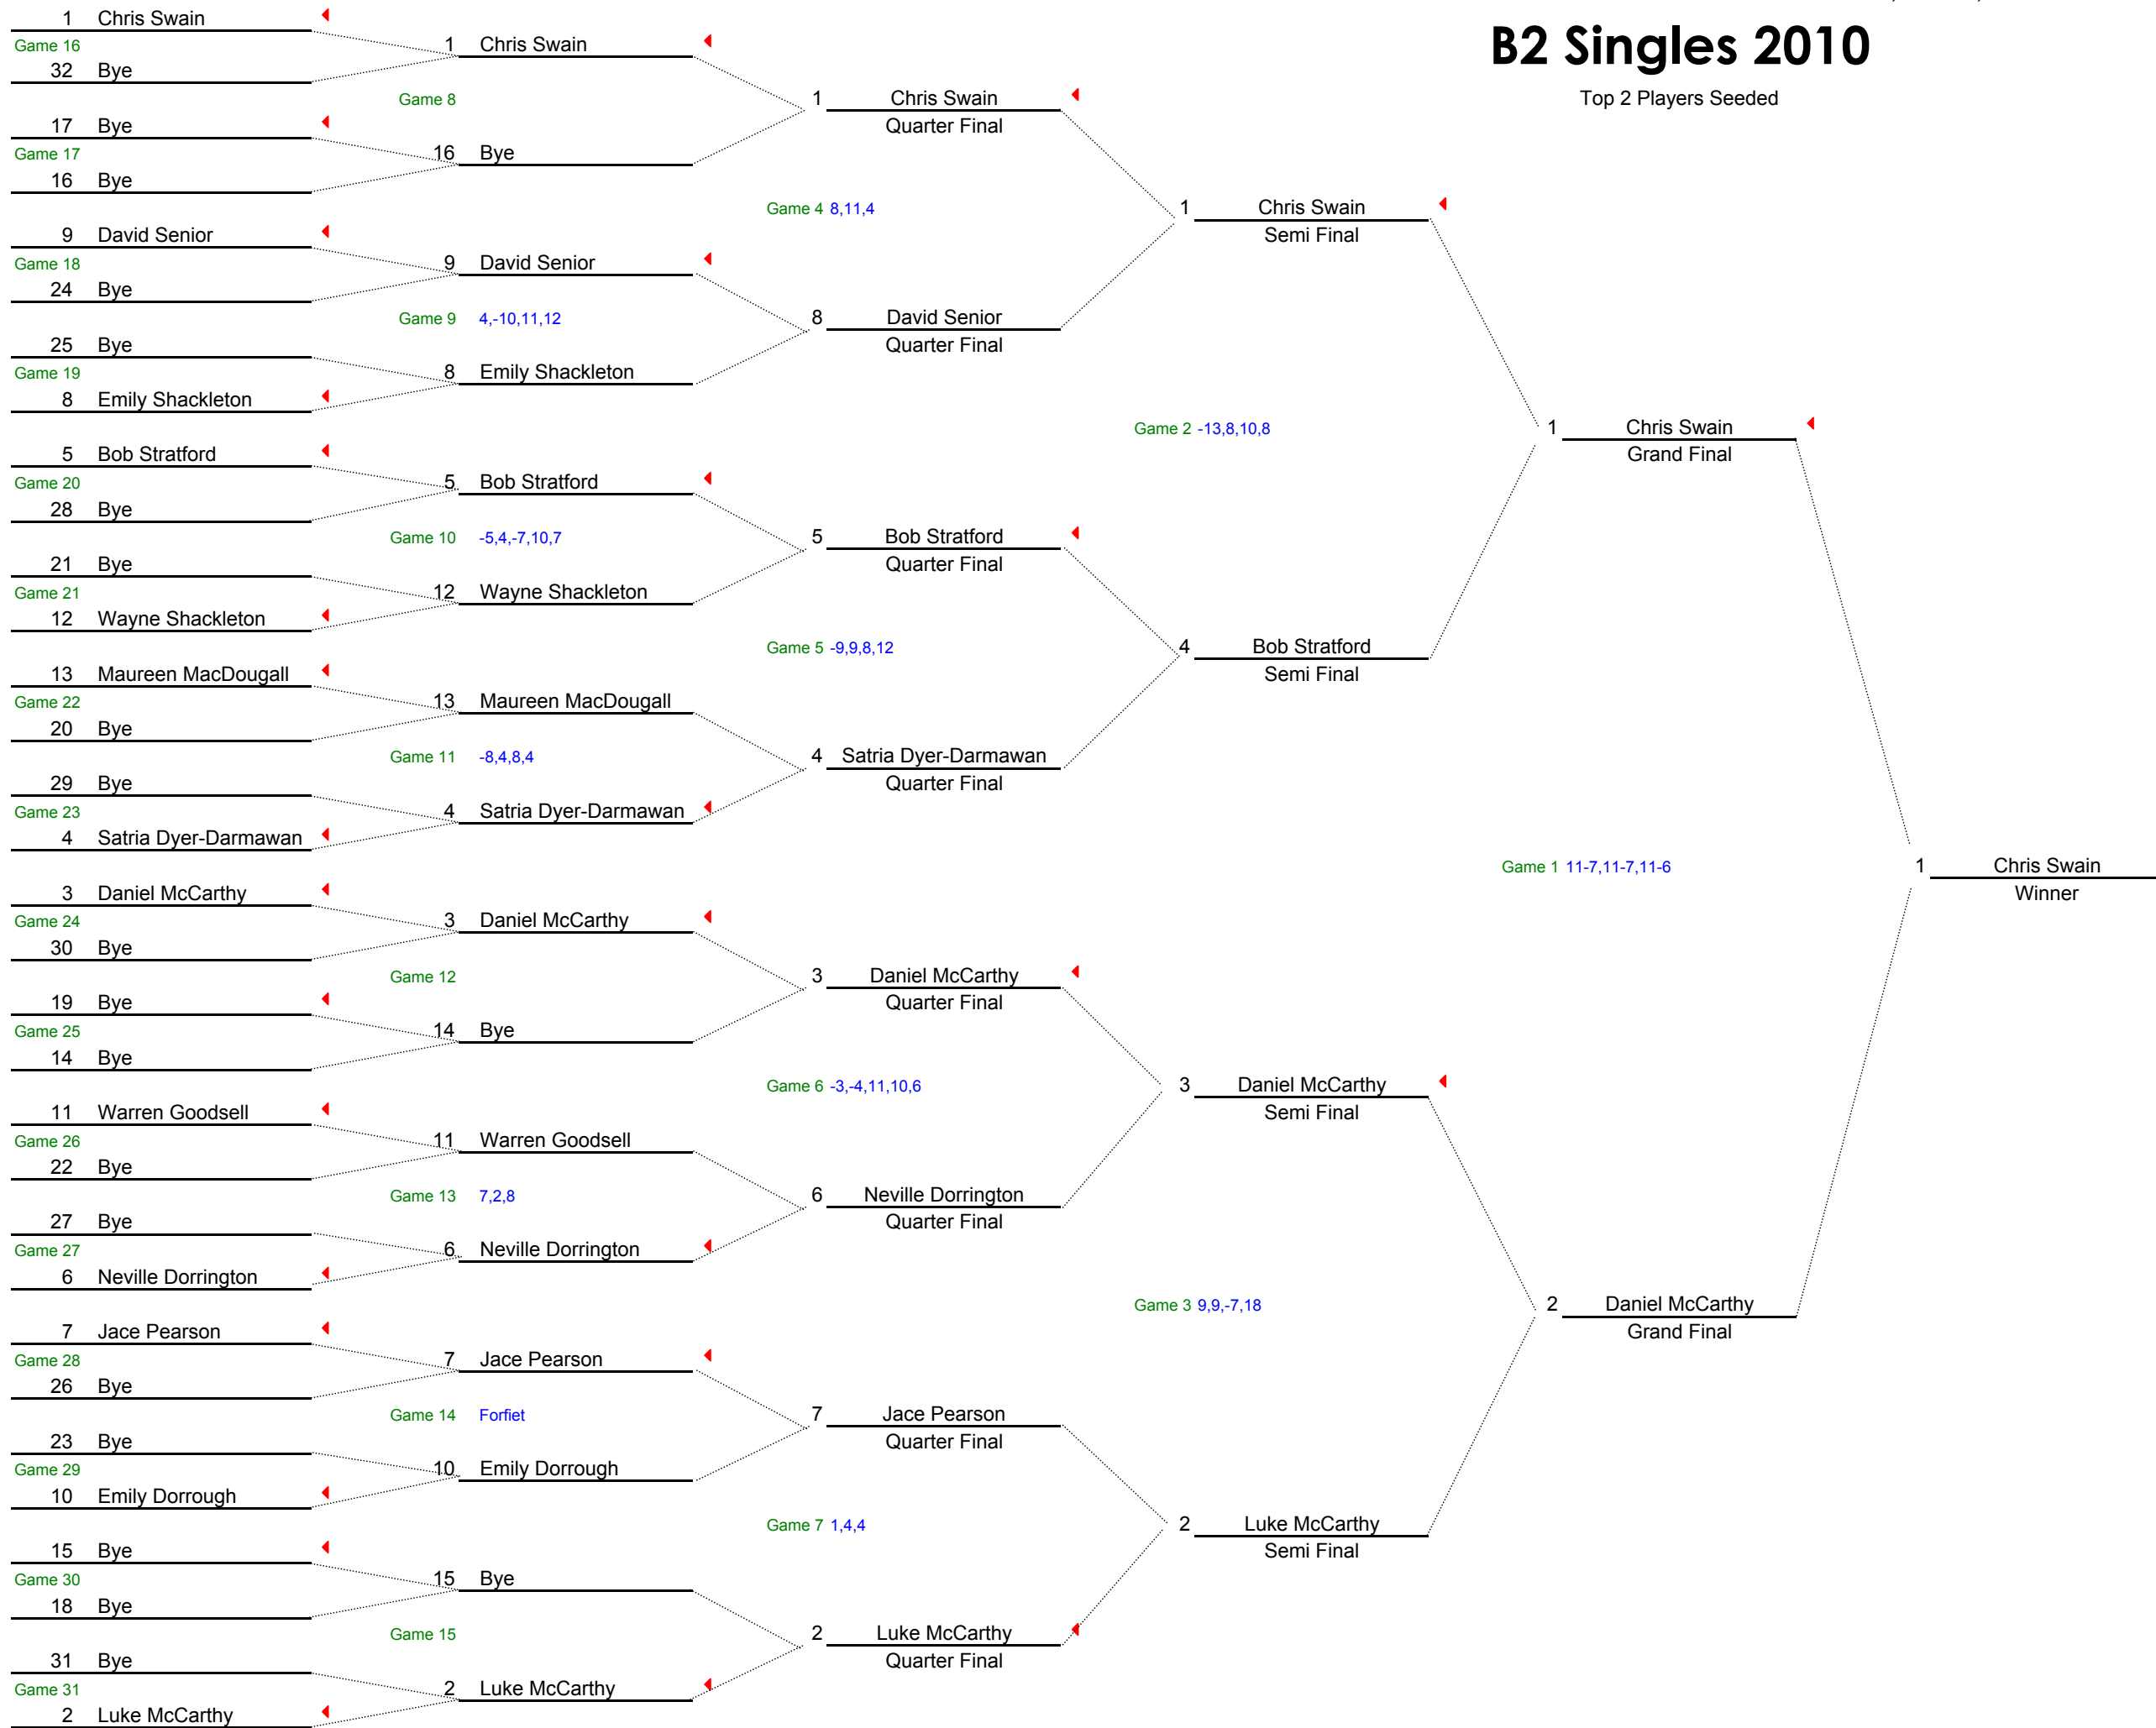 B2 Singles 2010
Top 2 Players Seeded
1 Chris Swain
Game 16
32 Bye
17 Bye
Game 17
16 Bye
9 David Senior
Game 18
24 Bye
25 Bye
Game 19
8 Emily Shackleton
5 Bob Stratford
Game 20
28 Bye
21 Bye
Game 21
12 Wayne Shackleton
13 Maureen MacDougall
Game 22
20 Bye
29 Bye
Game 23
4 Satria Dyer-Darmawan
3 Daniel McCarthy
Game 24
30 Bye
19 Bye
Game 25
14 Bye
11 Warren Goodsell
Game 26
22 Bye
27 Bye
Game 27
6 Neville Dorrington
7 Jace Pearson
Game 28
26 Bye
23 Bye
Game 29
10 Emily Dorrough
15 Bye
Game 30
18 Bye
31 Bye
Game 31
2 Luke McCarthy
1 Chris Swain
Game 8
16 Bye
9 David Senior
Game 9 4,-10,11,12
8 Emily Shackleton
5 Bob Stratford
Game 10 -5,4,-7,10,7
12 Wayne Shackleton
13 Maureen MacDougall
Game 11 -8,4,8,4
4 Satria Dyer-Darmawan
3 Daniel McCarthy
Game 12
14 Bye
11 Warren Goodsell
Game 13 7,2,8
6 Neville Dorrington
7 Jace Pearson
Game 14 Forfiet
10 Emily Dorrough
15 Bye
Game 15
2 Luke McCarthy
1 Chris Swain
Quarter Final
Game 4 8,11,4
8 David Senior
Quarter Final
5 Bob Stratford
Quarter Final
Game 5 -9,9,8,12
4 Satria Dyer-Darmawan
Quarter Final
3 Daniel McCarthy
Quarter Final
Game 6 -3,-4,11,10,6
6 Neville Dorrington
Quarter Final
7 Jace Pearson
Quarter Final
Game 7 1,4,4
2 Luke McCarthy
Quarter Final
1 Chris Swain
Semi Final
Game 2 -13,8,10,8
4 Bob Stratford
Semi Final
3 Daniel McCarthy
Semi Final
Game 3 9,9,-7,18
2 Luke McCarthy
Semi Final
1 Chris Swain
Grand Final
Game 1 11-7,11-7,11-6
2 Daniel McCarthy
Grand Final
1 Chris Swain
Winner